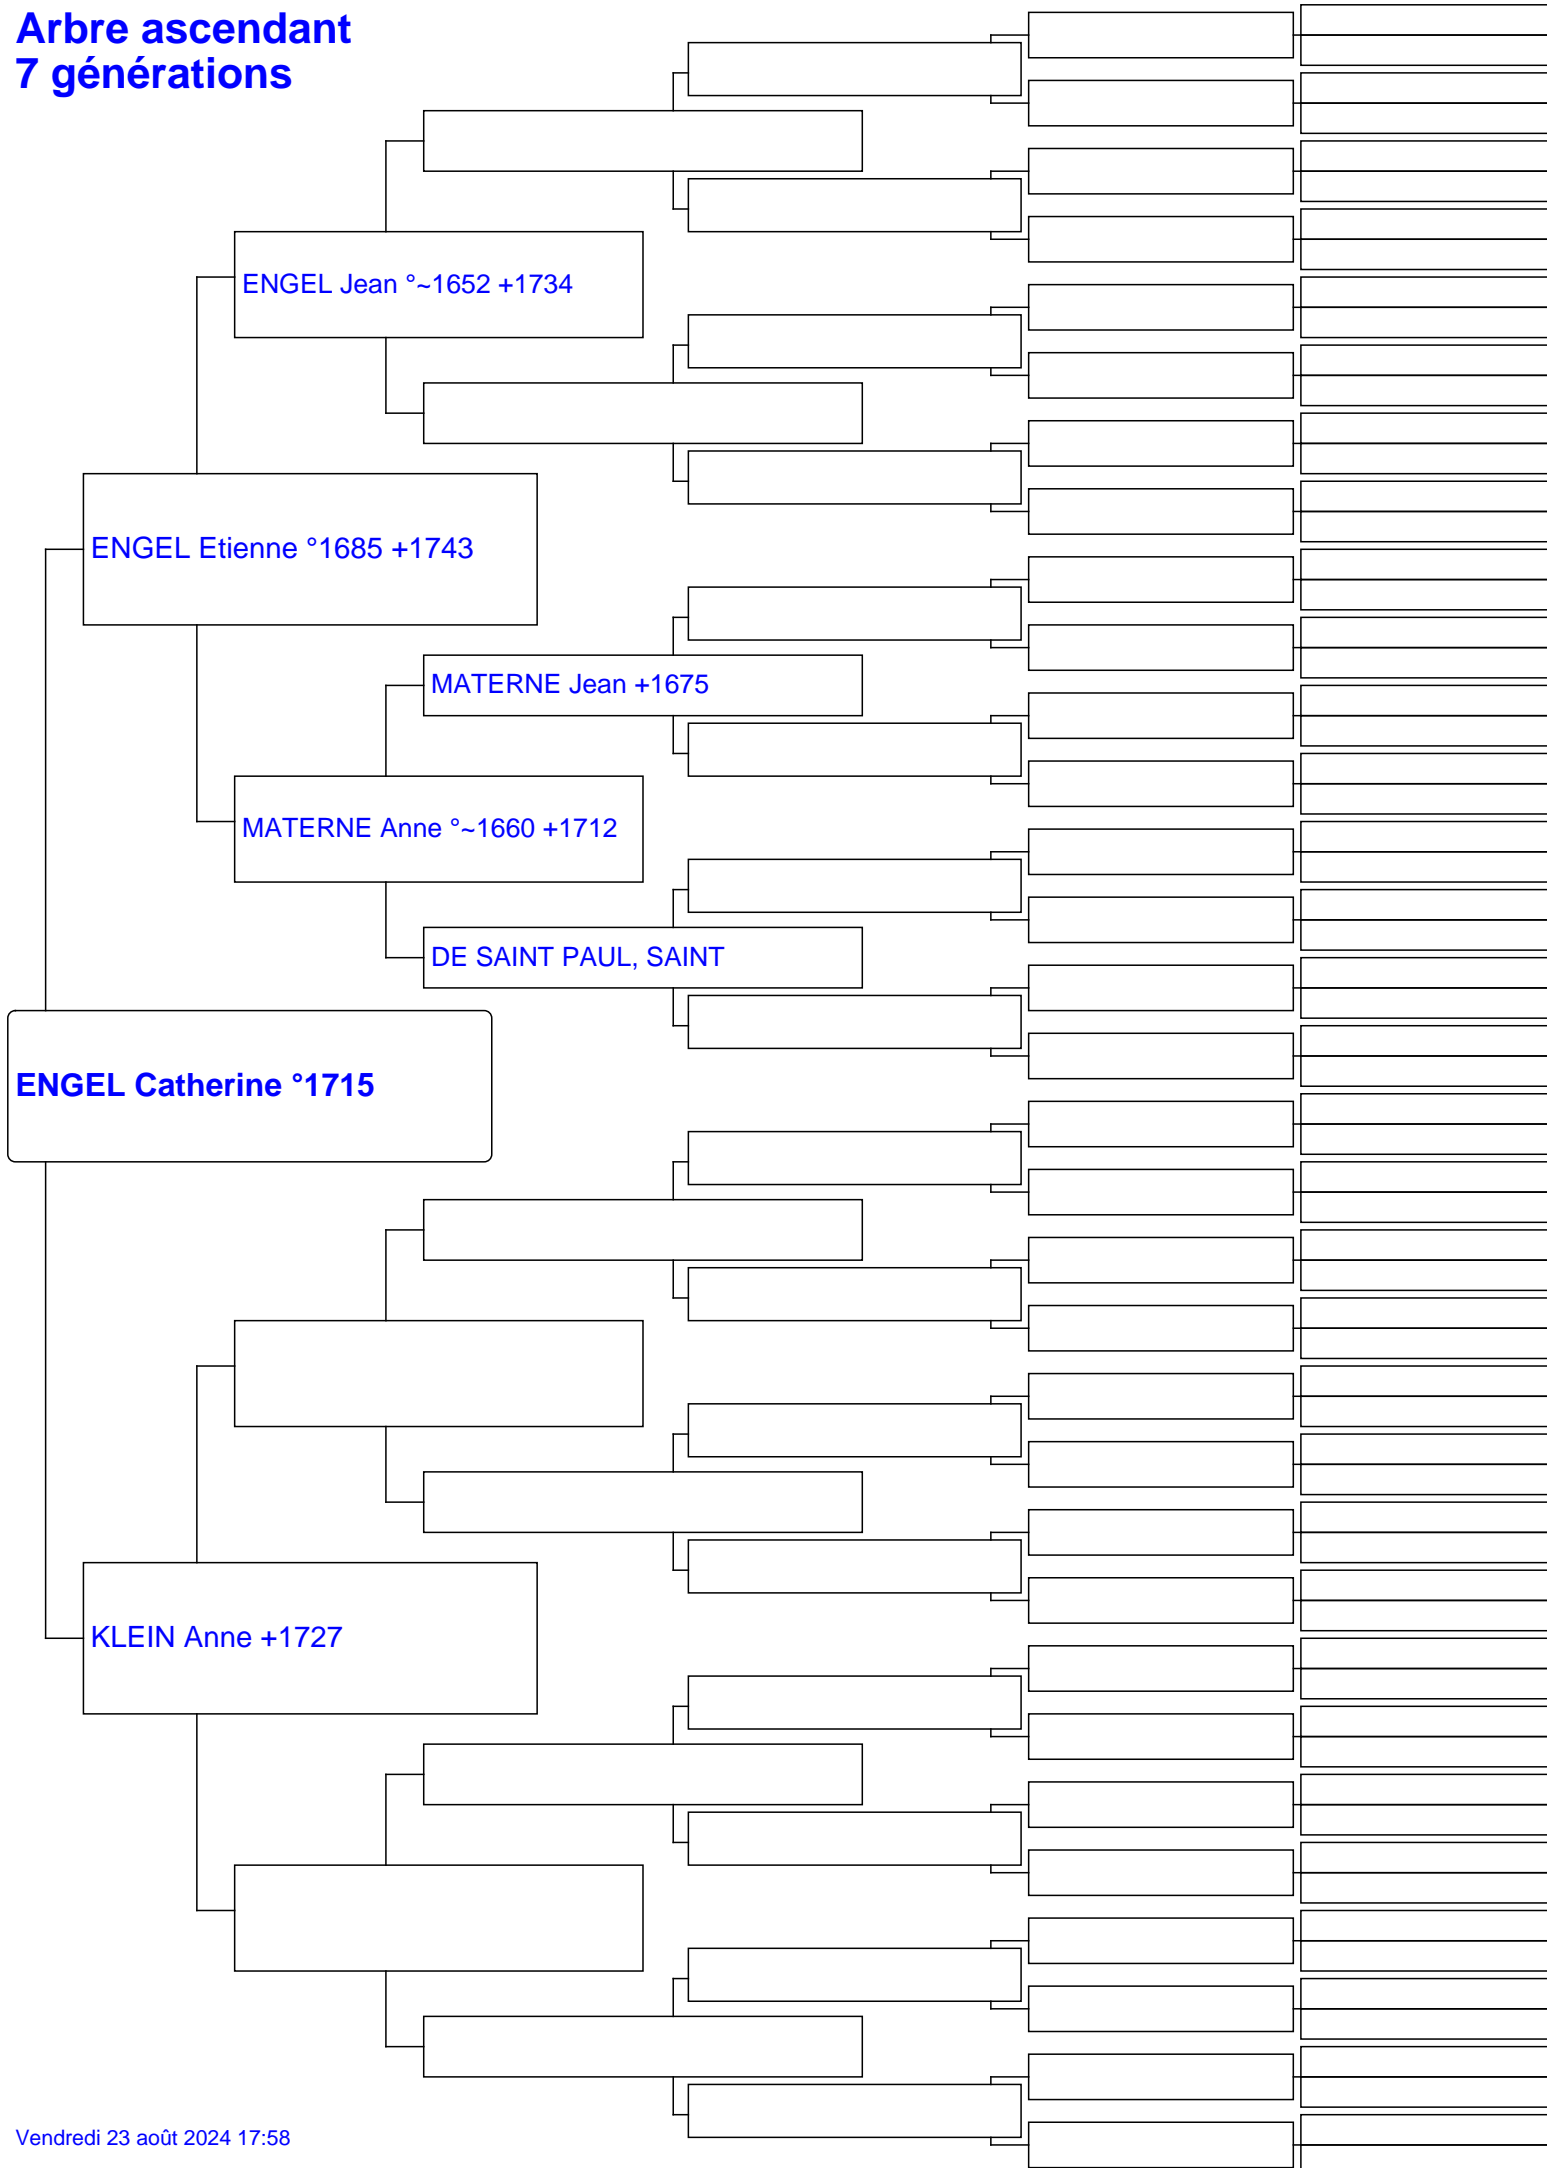 Arbre ascendant
7 générations
ENGEL Jean °~1652 +1734
ENGEL Etienne °1685 +1743
MATERNE Jean +1675
MATERNE Anne °~1660 +1712
DE SAINT PAUL, SAINT
ENGEL Catherine °1715
KLEIN Anne +1727
Vendredi 23 août 2024 17:58